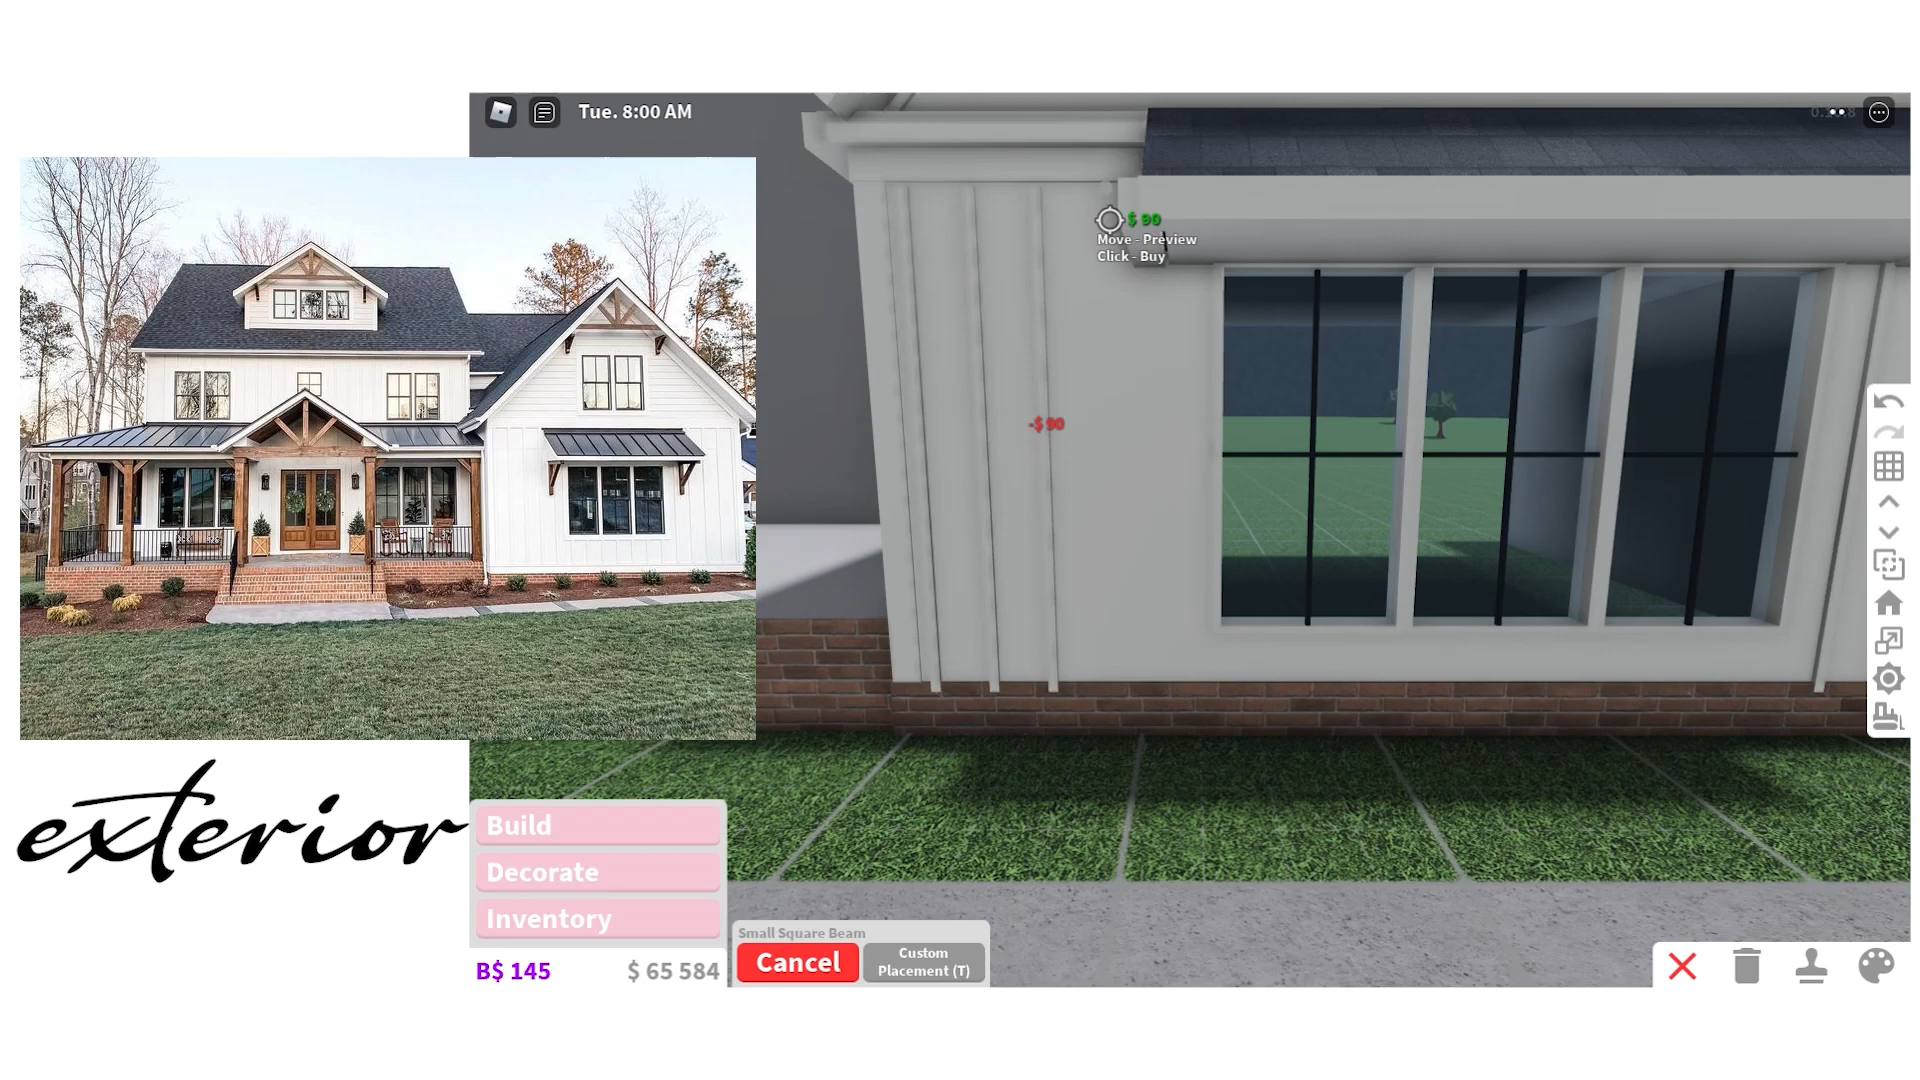 Tue. 8:00 AM
$ 90
Move - Preview
Click - Buy
-$ 90
exterior
Build
Decorate
Inventory
B$ 145 $ 65 584
Small Square Beam
Cancel
Custom
Placement (T)